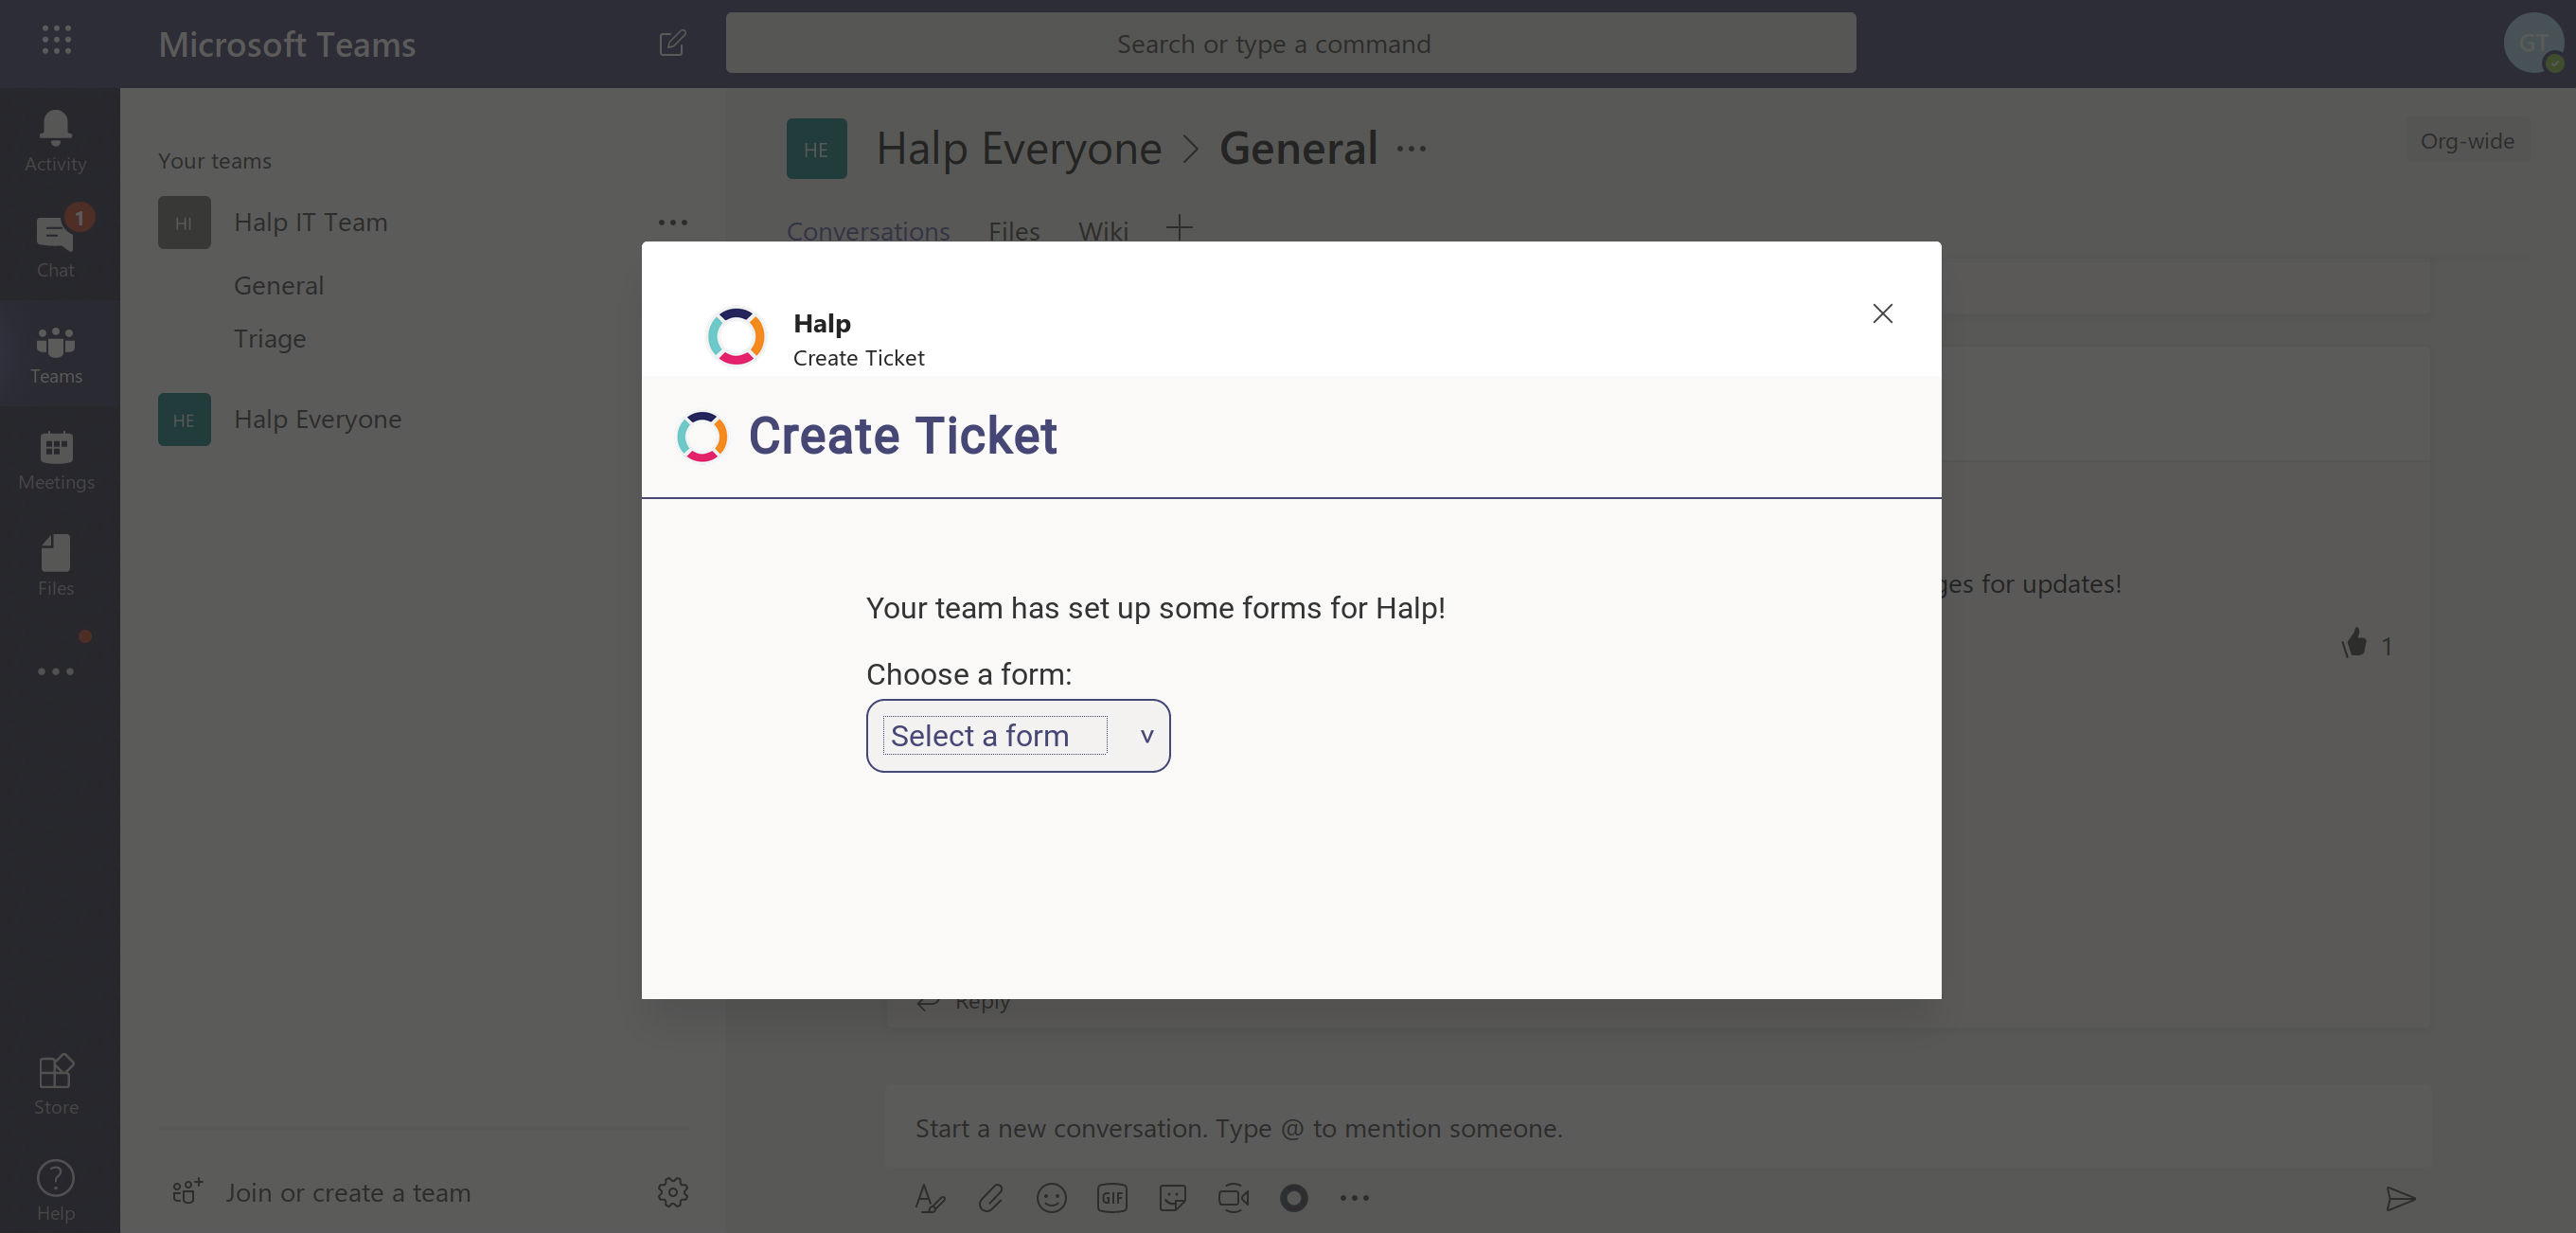 Microsoft Teams
Search or type a command
GT
Activity
1
Chat
Teams
Meetings
Files
Store
Help
Your teams
HI Halp IT Team
General
Triage
HE Halp Everyone
Join or create a team
HE Halp Everyone > General
Org-wide
Conversations Files Wiki
Halp
Create Ticket
Create Ticket
Your team has set up some forms for Halp!
Choose a form:
Select a form v
for updates!
1
Reply
Start a new conversation. Type @ to mention someone.
GIF